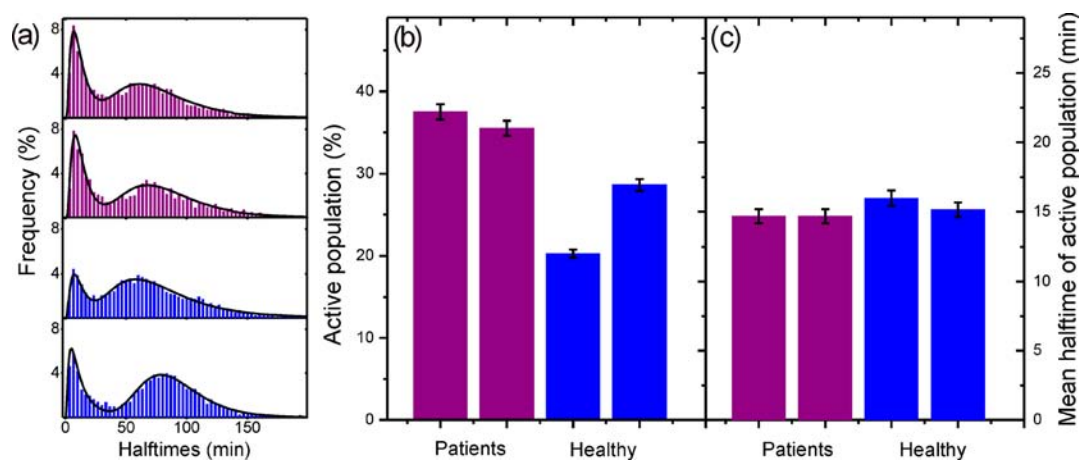 (a)
8
4
8
4
8
4
8
4
0 50 100 150
Frequency (%)
Halftimes (min)
(b)
40
30
20
10
0
Active population (%)
Patients Healthy
(c)
25
20
15
10
5
0
Mean halftime of active population (min)
Patients Healthy